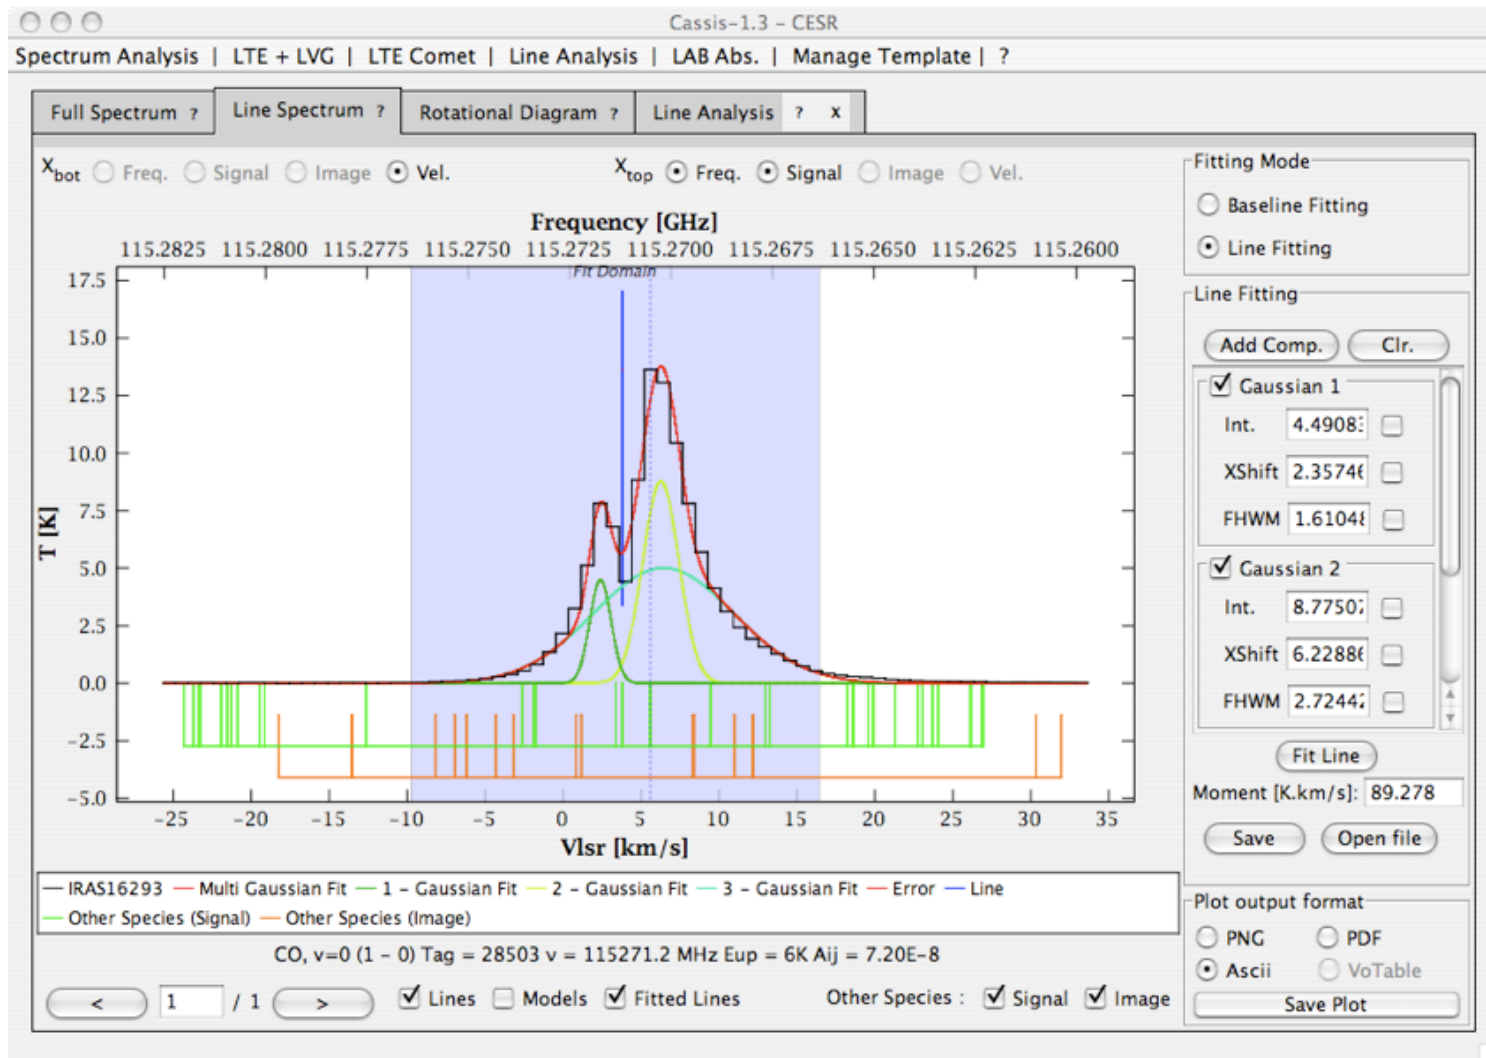 Cassis-1.3 - CESR
Spectrum Analysis | LTE + LVG | LTE Comet | Line Analysis | LAB Abs. | Manage Template | ?
Full Spectrum ? Line Spectrum ? Rotational Diagram ? Line Analysis ? X
Xbot Freq. Signal Image Vel. Xtop Freq. Signal Image Vel.
Frequency [GHz]
115.2825 115.2800 115.2775 115.2750 115.2725 115.2700 115.2675 115.2650 115.2625 115.2600
Fit Domain
17.5
15.0
12.5
10.0
7.5
5.0
2.5
0.0
−2.5
−5.0
T [K]
−25 −20 −15 −10 −5 0 5 10 15 20 25 30 35
Vlsr [km/s]
IRAS16293 Multi Gaussian Fit 1 - Gaussian Fit 2 - Gaussian Fit 3 - Gaussian Fit Error Line
Other Species (Signal) Other Species (Image)
CO, v=0 (1 - 0) Tag = 28503 ν = 115271.2 MHz Eup = 6K Aij = 7.20E-8
< 1 / 1 > Lines Models Fitted Lines Other Species : Signal Image
Fitting Mode
Baseline Fitting
Line Fitting
Line Fitting
Add Comp. Clr.
Gaussian 1
Int. 4.4908
XShift 2.3574
FHWM 1.6104
Gaussian 2
Int. 8.7750
XShift 6.2288
FHWM 2.7244
Fit Line
Moment [K.km/s]: 89.278
Save Open file
Plot output format
PNG PDF
Ascii VoTable
Save Plot